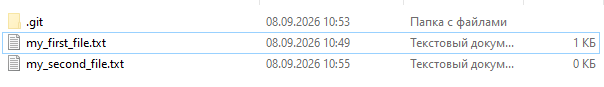 .git 08.09.2026 10:53 Папка с файлами
my_first_file.txt 08.09.2026 10:49 Текстовый докум... 1 КБ
my_second_file.txt 08.09.2026 10:55 Текстовый докум... 0 КБ